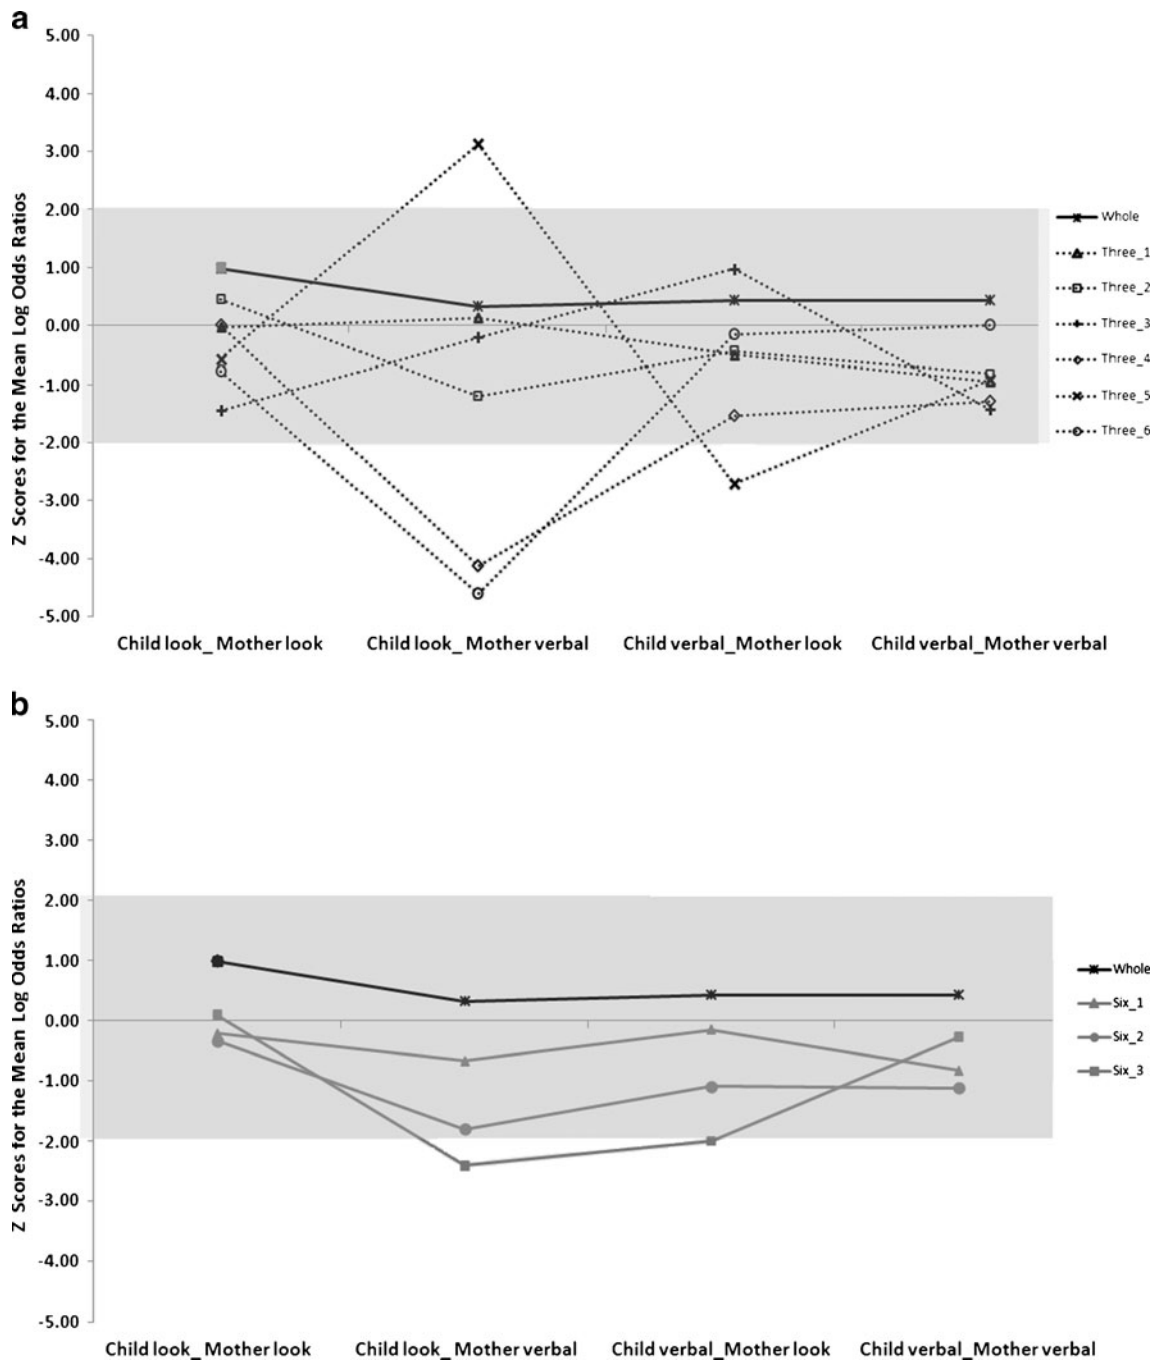 a
Z Scores for the Mean Log Odds Ratios
5.00
4.00
3.00
2.00
1.00
0.00
-1.00
-2.00
-3.00
-4.00
-5.00
Child look_ Mother look
Child look_ Mother verbal
Child verbal_Mother look
Child verbal_Mother verbal
Whole
Three_1
Three_2
Three_3
Three_4
Three_5
Three_6
b
Z Scores for the Mean Log Odds Ratios
5.00
4.00
3.00
2.00
1.00
0.00
-1.00
-2.00
-3.00
-4.00
-5.00
Child look_Mother look
Child look_Mother verbal
Child verbal_Mother look
Child verbal_Mother verbal
Whole
Six_1
Six_2
Six_3